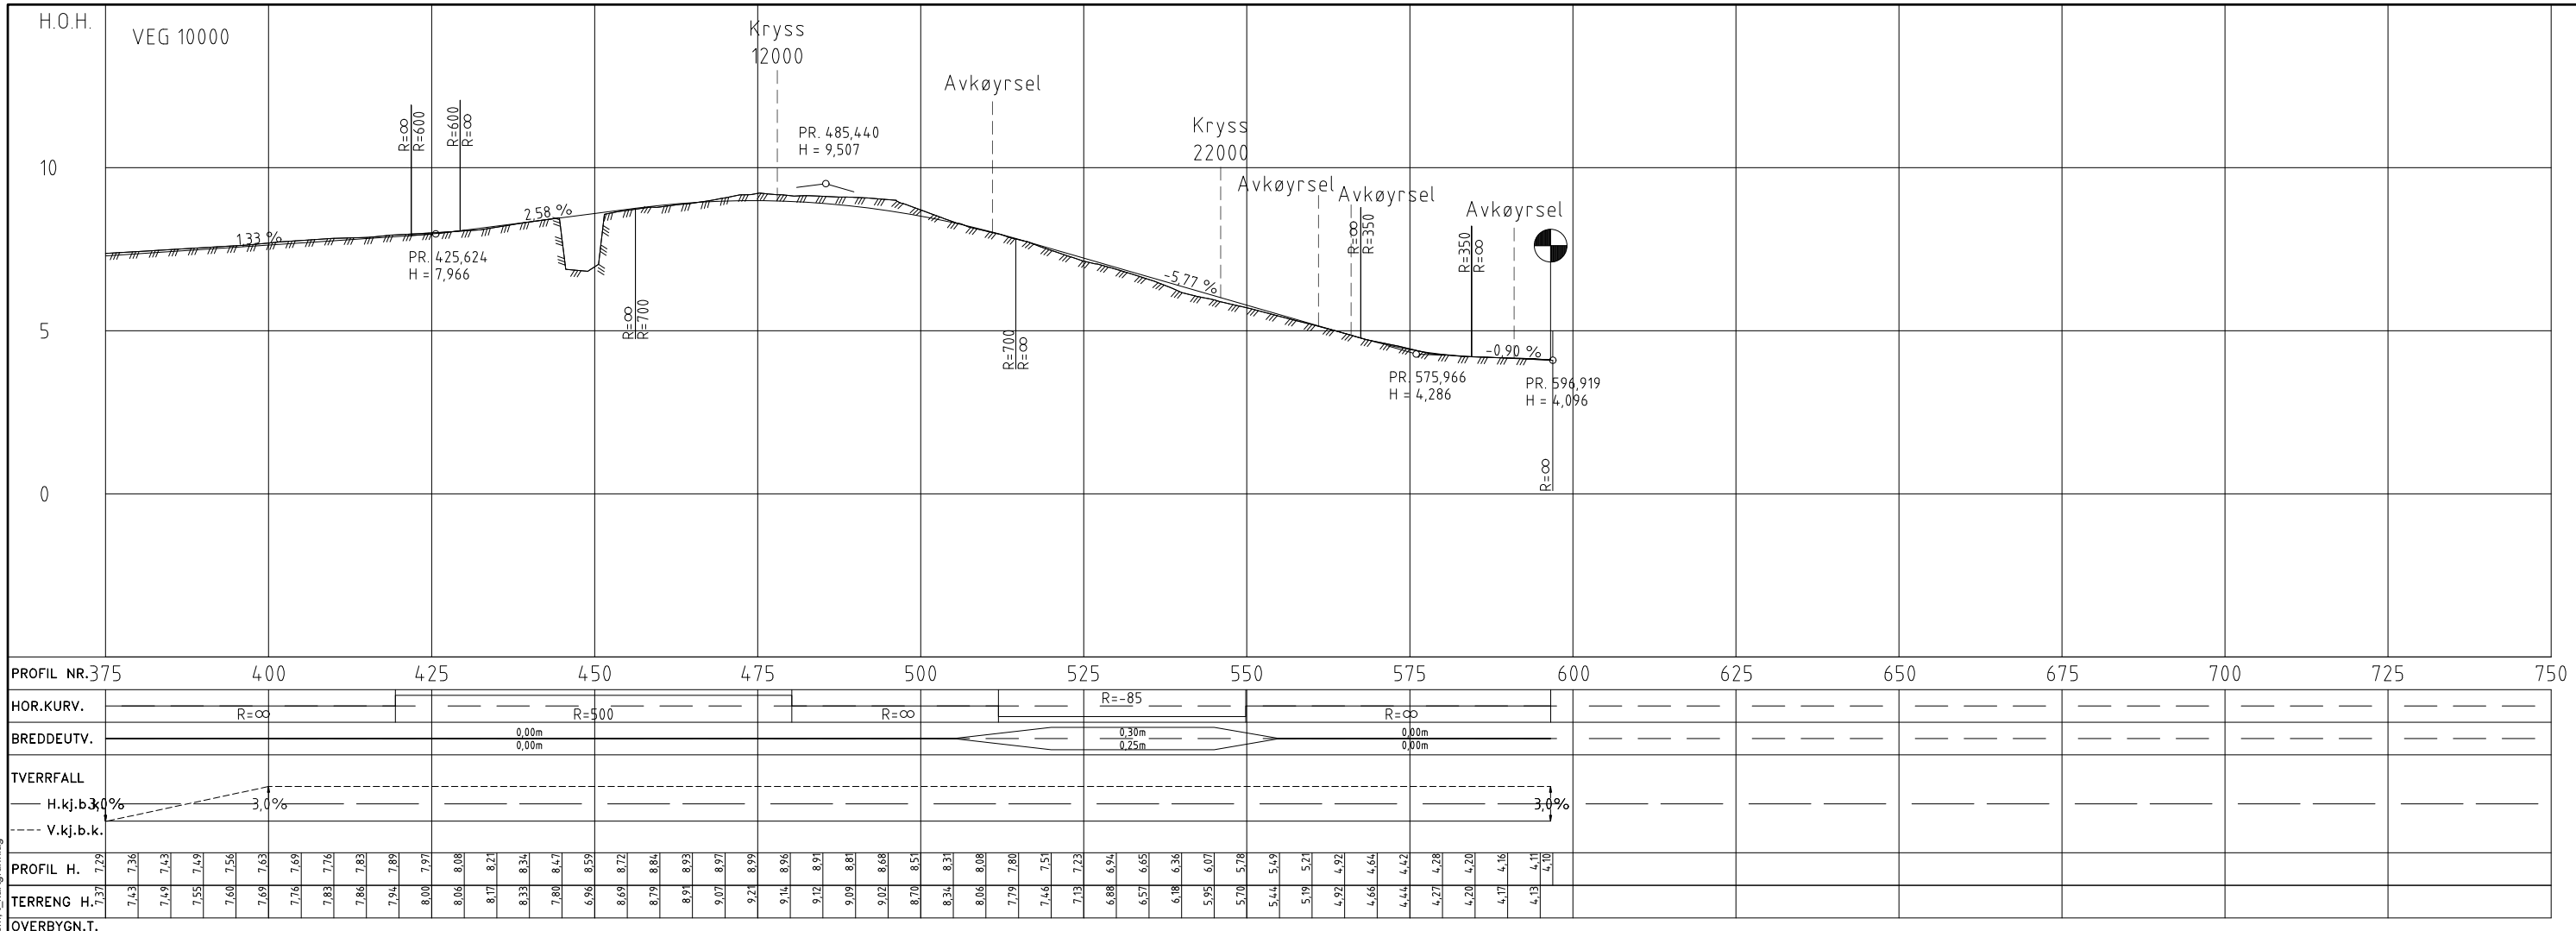 H.O.H.
VEG 10000
Kryss
12000
Avkøyrsel
Kryss
22000
Avkøyrsel
Avkøyrsel
Avkøyrsel
10
5
0
R=∞
R=600
R=600
R=∞
PR. 485,440
H = 9,507
1,33 %
2,58 %
PR. 425,624
H = 7,966
R=∞
R=700
R=700
R=∞
-5,77 %
R=∞
R=350
R=350
R=∞
-0,90 %
PR. 575,966
H = 4,286
PR. 596,919
H = 4,096
R=∞
PROFIL NR. 375 400 425 450 475 500 525 550 575 600 625 650 675 700 725 750
HOR.KURV. R=∞ R=500 R=∞ R=-85 R=∞
BREDDEUTV. 0,00m 0,30m 0,00m
0,00m 0,25m 0,00m
TVERRFALL
H.kj.b.k. 3,0% 3,0% 3,0%
V.kj.b.k.
PROFIL H. 7,29 7,36 7,43 7,49 7,56 7,63 7,69 7,76 7,83 7,89 7,97 8,08 8,21 8,34 8,47 8,59 8,72 8,84 8,93 8,97 8,99 8,96 8,91 8,81 8,68 8,51 8,31 8,08 7,80 7,51 7,23 6,94 6,65 6,36 6,07 5,78 5,49 5,21 4,92 4,64 4,42 4,28 4,20 4,16 4,11 4,10
TERRENG H. 7,37 7,43 7,49 7,55 7,60 7,69 7,76 7,83 7,86 7,94 8,00 8,06 8,17 8,33 7,80 6,96 8,69 8,79 8,91 9,07 9,21 9,14 9,12 9,09 9,02 8,70 8,34 8,06 7,79 7,46 7,13 6,88 6,57 6,18 5,95 5,70 5,44 5,19 4,92 4,66 4,44 4,27 4,20 4,17 4,13
OVERBYGN.T.